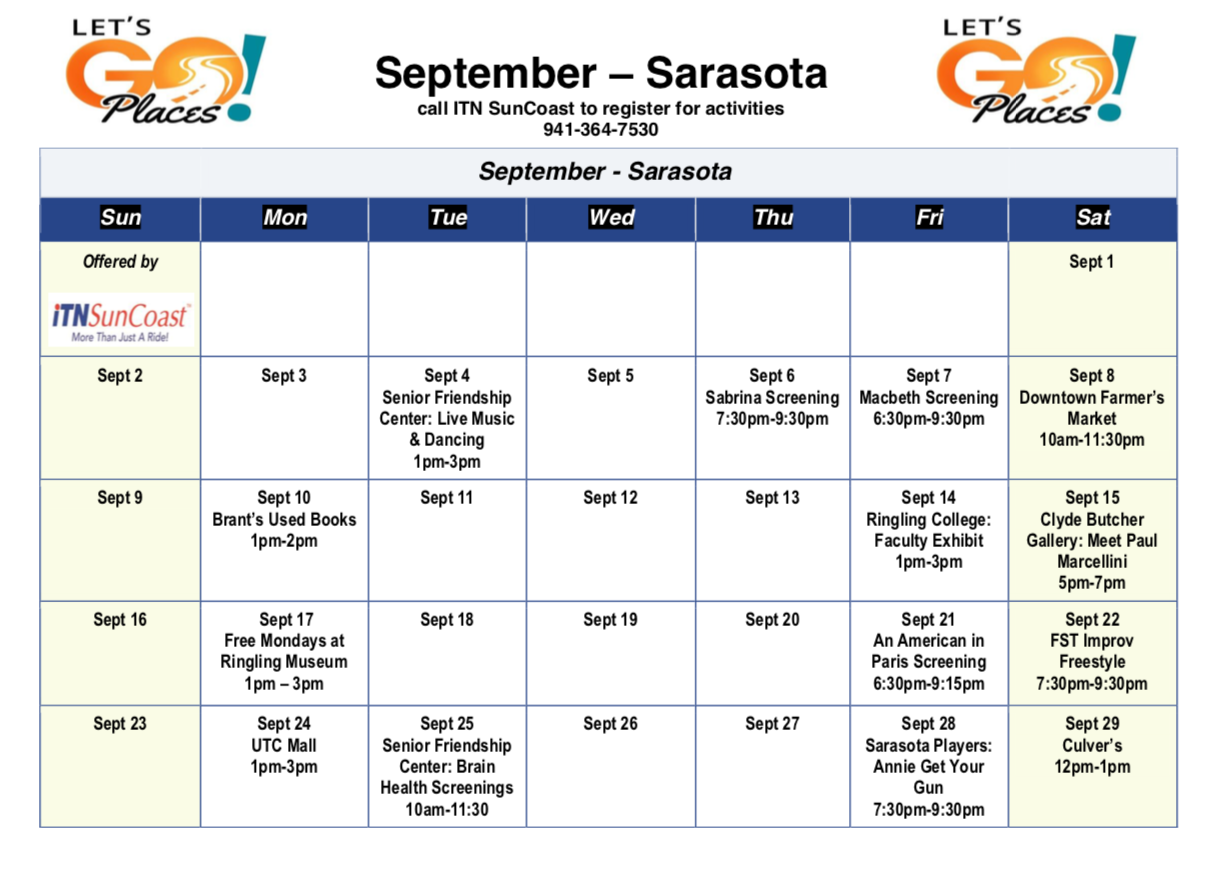 LET'S
GO!
Places
September – Sarasota
call ITN SunCoast to register for activities
941-364-7530
LET'S
GO!
Places
September - Sarasota
Sun Mon Tue Wed Thu Fri Sat
Offered by
iTNSunCoast™
More Than Just A Ride!
Sept 1
Sept 2
Sept 3
Sept 4
Senior Friendship
Center: Live Music
& Dancing
1pm-3pm
Sept 5
Sept 6
Sabrina Screening
7:30pm-9:30pm
Sept 7
Macbeth Screening
6:30pm-9:30pm
Sept 8
Downtown Farmer's
Market
10am-11:30pm
Sept 9
Sept 10
Brant's Used Books
1pm-2pm
Sept 11
Sept 12
Sept 13
Sept 14
Ringling College:
Faculty Exhibit
1pm-3pm
Sept 15
Clyde Butcher
Gallery: Meet Paul
Marcellini
5pm-7pm
Sept 16
Sept 17
Free Mondays at
Ringling Museum
1pm – 3pm
Sept 18
Sept 19
Sept 20
Sept 21
An American in
Paris Screening
6:30pm-9:15pm
Sept 22
FST Improv
Freestyle
7:30pm-9:30pm
Sept 23
Sept 24
UTC Mall
1pm-3pm
Sept 25
Senior Friendship
Center: Brain
Health Screenings
10am-11:30
Sept 26
Sept 27
Sept 28
Sarasota Players:
Annie Get Your
Gun
7:30pm-9:30pm
Sept 29
Culver's
12pm-1pm